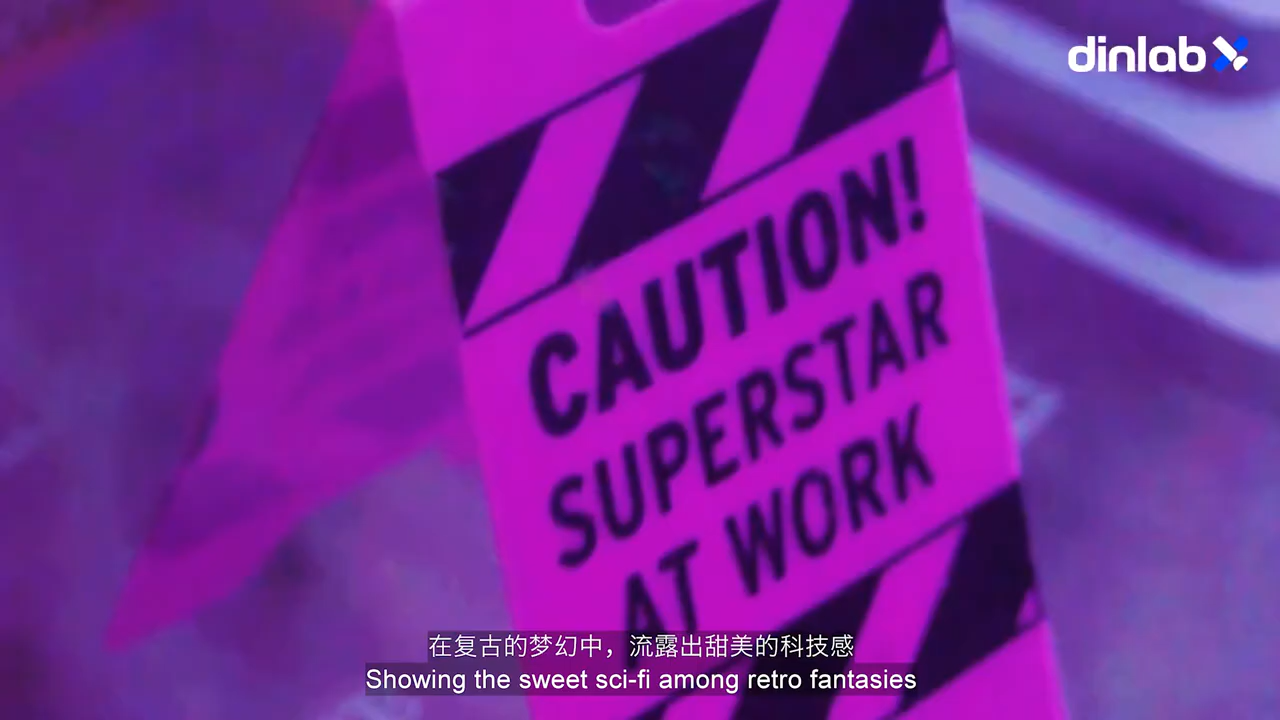 dinlab
CAUTION!
SUPERSTAR
AT WORK
在复古的梦幻中，流露出甜美的科技感
Showing the sweet sci-fi among retro fantasies